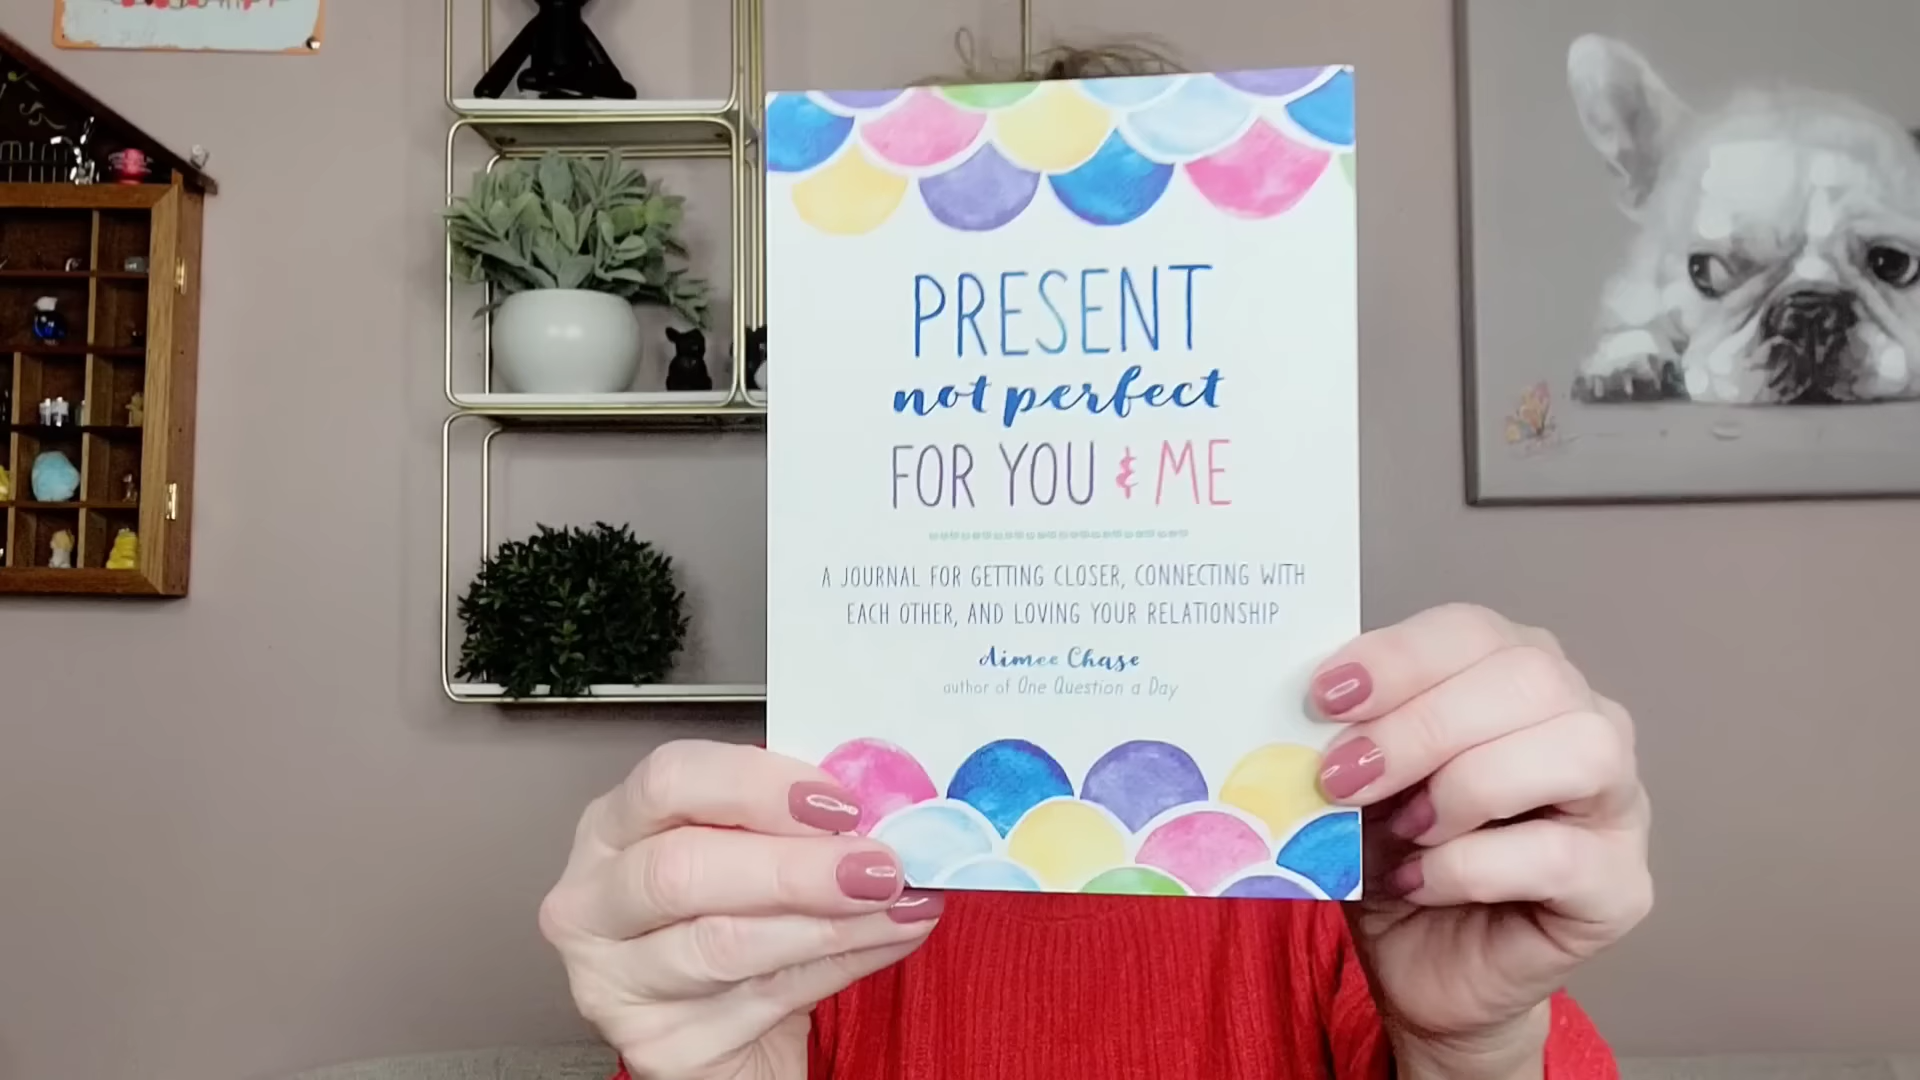 PRESENT
not perfect
FOR YOU & ME
A JOURNAL FOR GETTING CLOSER, CONNECTING WITH
EACH OTHER, AND LOVING YOUR RELATIONSHIP
Aimee Chase
author of One Question a Day